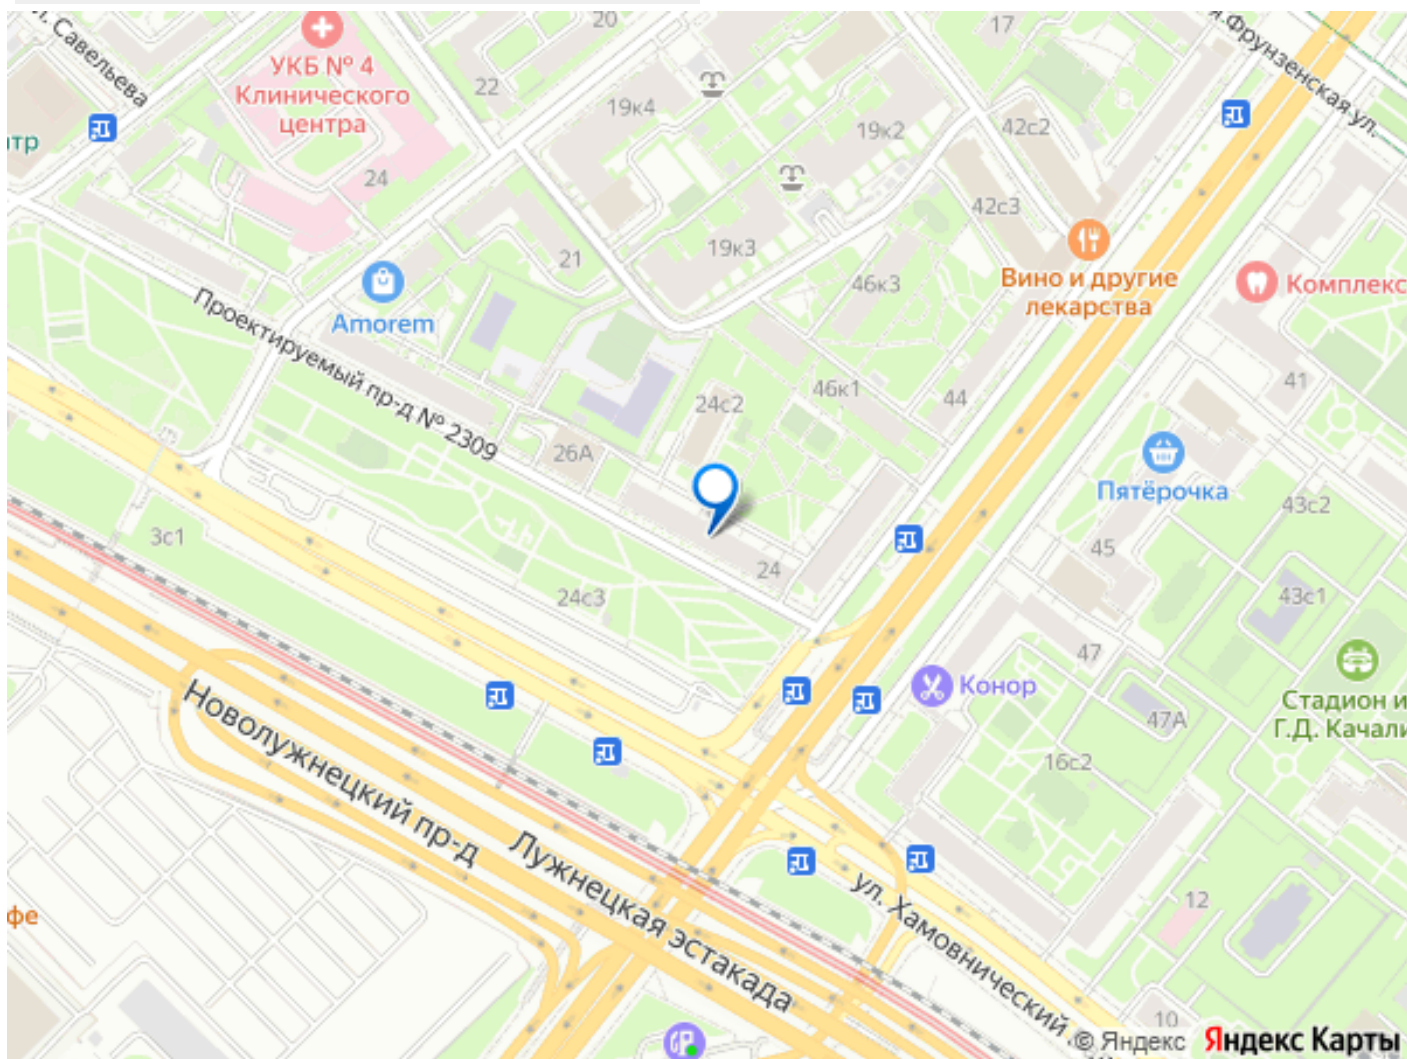 л. Савельева
20
17
я Фрунзенская ул.
УКБ № 4
Клинического
центра
22
19к4
19к2
42с2
тр
24
42с3
21
19к3
46к3
Вино и другие
лекарства
Комплекс
Проектируемый пр-д № 2309
Amorem
24с2
46к1
44
41
26А
Пятёрочка
43с2
3с1
45
24
24с3
43с1
47
Конор
Стадион и
Г.Д. Качали
47А
Новолужнецкий пр-д
16с2
Лужнецкая эстакада
ул. Хамовнический
12
фе
10
© Яндекс Яндекс Карты